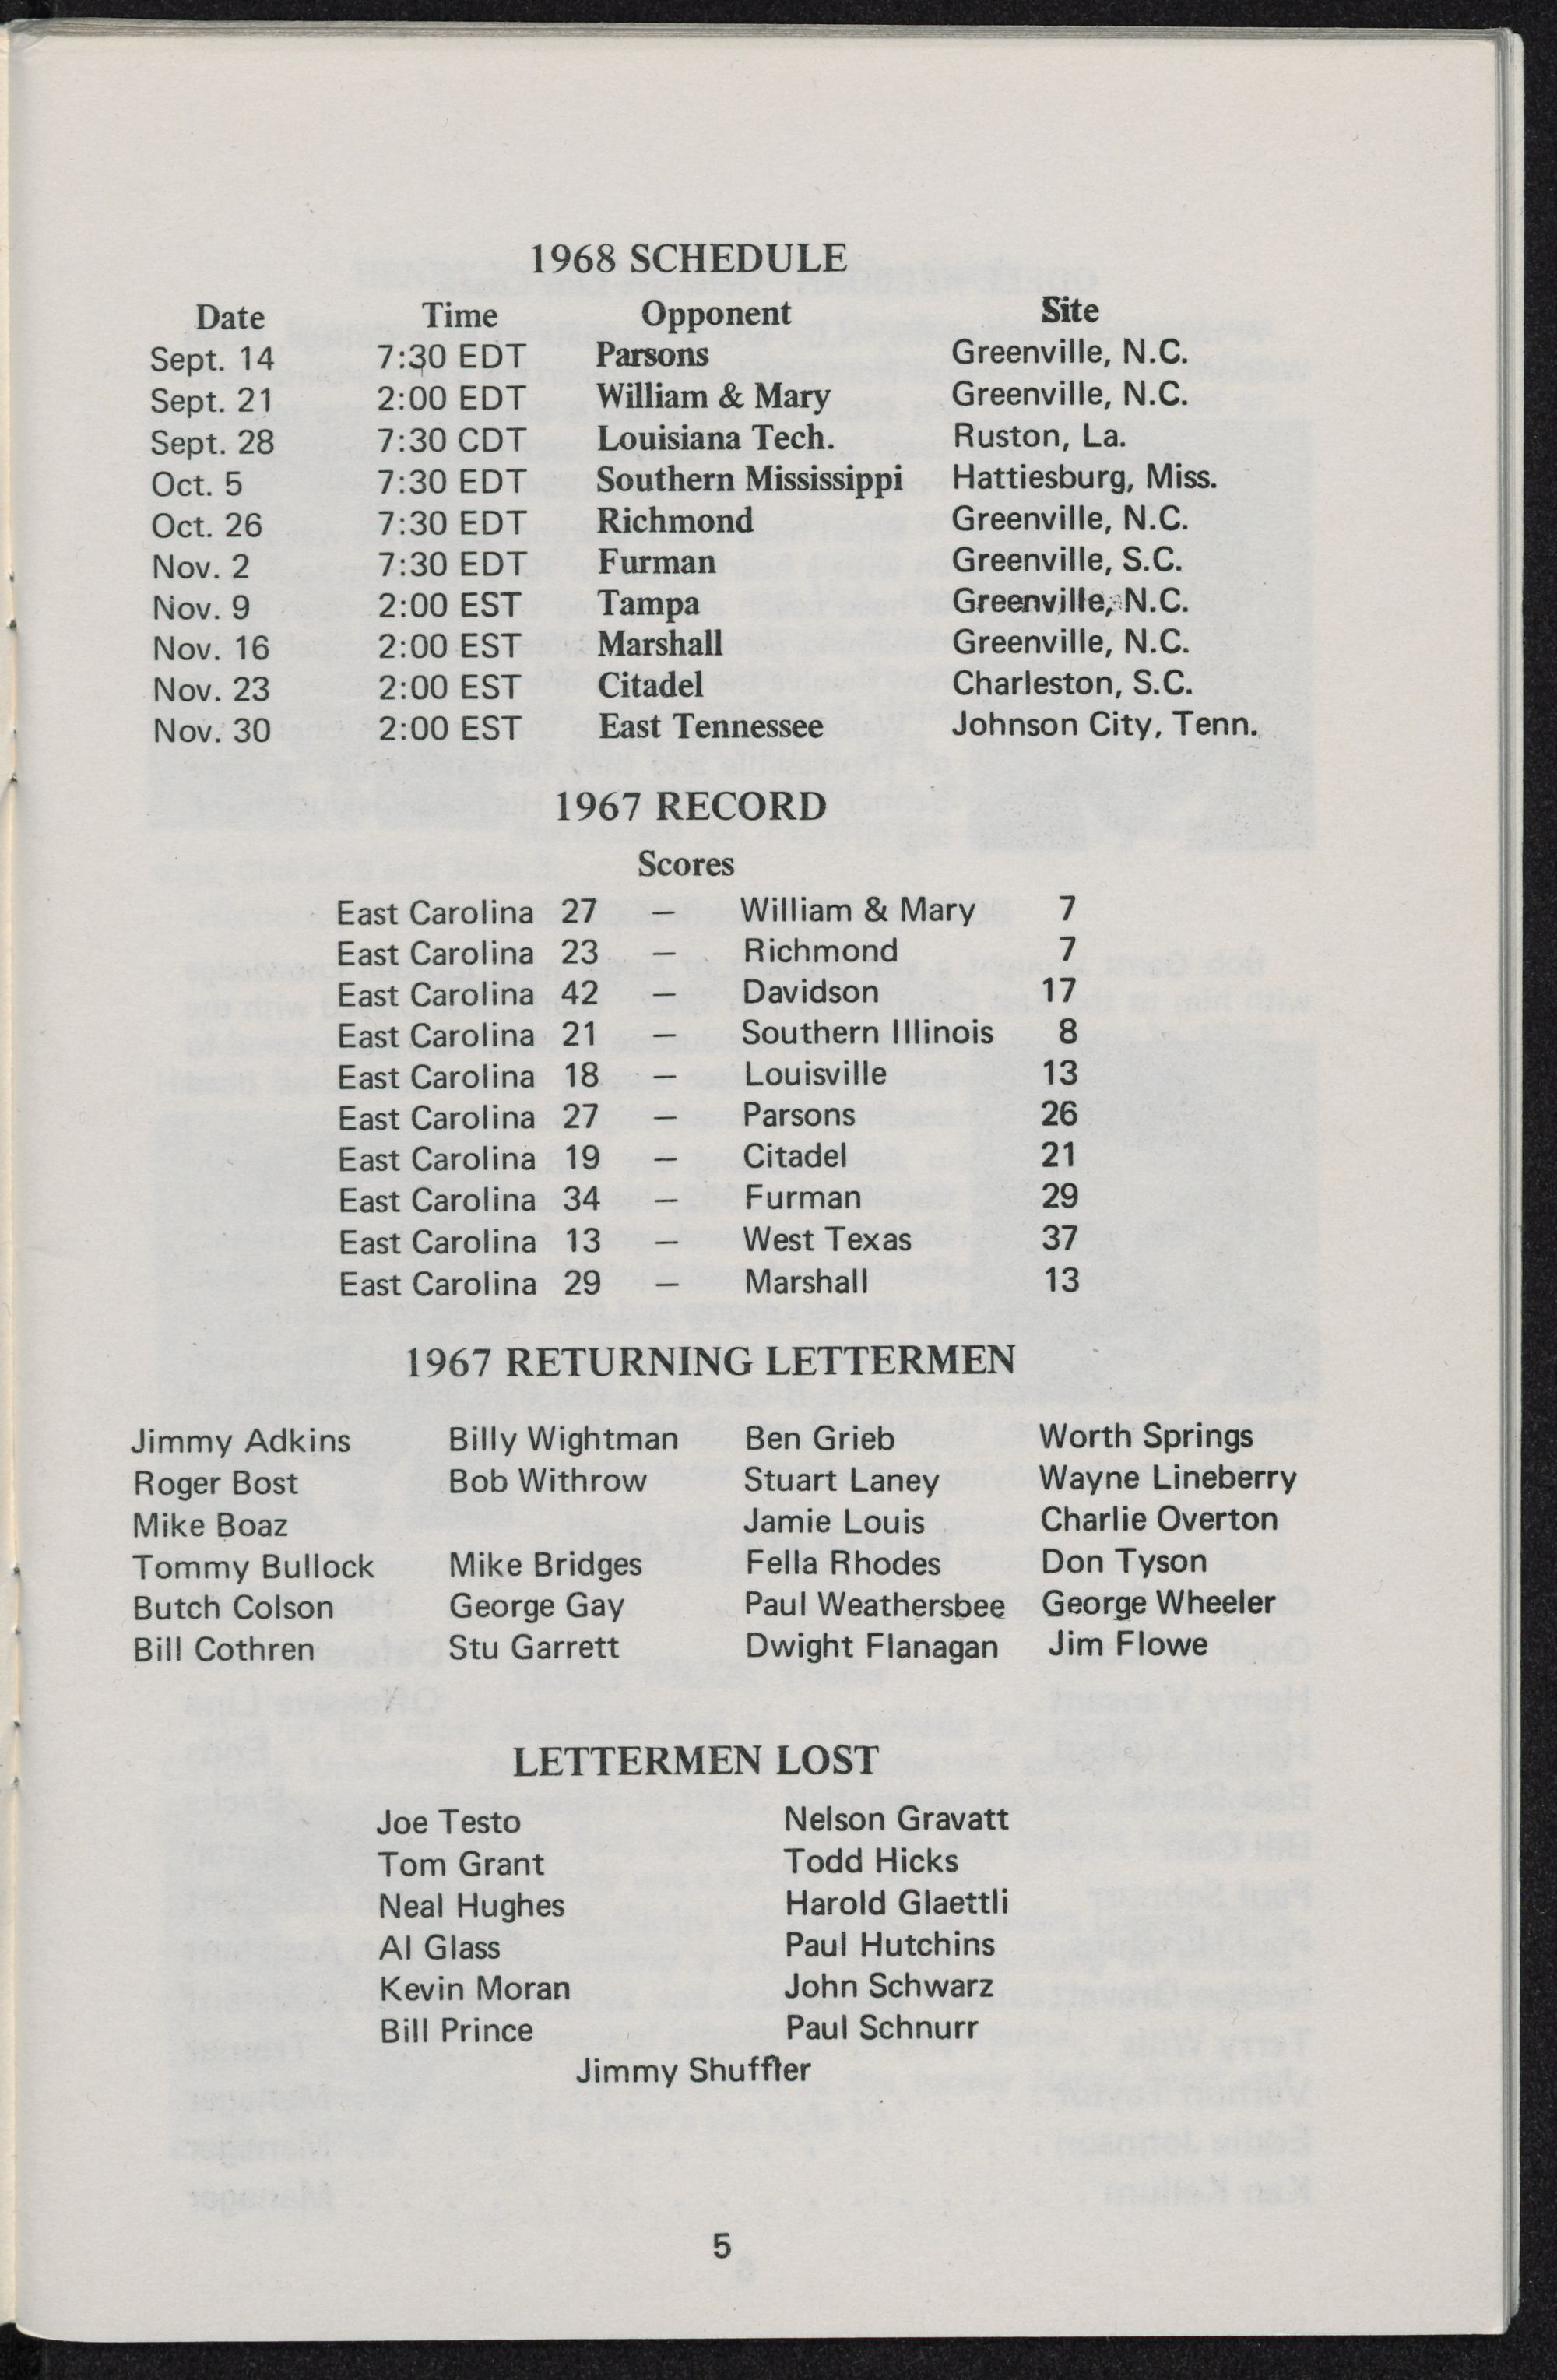 1968 SCHEDULE
Date Time Opponent Site
Sept. 14 7:30 EDT Parsons Greenville, N.C.
Sept. 21 2:00 EDT William & Mary Greenville, N.C.
Sept. 28 7:30 CDT Louisiana Tech. Ruston, La.
Oct. 5 7:30 EDT Southern Mississippi Hattiesburg, Miss.
Oct. 26 7:30 EDT Richmond Greenville, N.C.
Nov. 2 7:30 EDT Furman Greenville, S.C.
Nov. 9 2:00 EST Tampa Greenville, N.C.
Nov. 16 2:00 EST Marshall Greenville, N.C.
Nov. 23 2:00 EST Citadel Charleston, S.C.
Nov. 30 2:00 EST East Tennessee Johnson City, Tenn.
1967 RECORD
Scores
East Carolina 27 — William & Mary 7
East Carolina 23 — Richmond 7
East Carolina 42 — Davidson 17
East Carolina 21 — Southern Illinois 8
East Carolina 18 — Louisville 13
East Carolina 27 — Parsons 26
East Carolina 19 — Citadel 21
East Carolina 34 — Furman 29
East Carolina 13 — West Texas 37
East Carolina 29 — Marshall 13
1967 RETURNING LETTERMEN
Jimmy Adkins Billy Wightman Ben Grieb Worth Springs
Roger Bost Bob Withrow Stuart Laney Wayne Lineberry
Mike Boaz Jamie Louis Charlie Overton
Tommy Bullock Mike Bridges Fella Rhodes Don Tyson
Butch Colson George Gay Paul Weathersbee George Wheeler
Bill Cothren Stu Garrett Dwight Flanagan Jim Flowe
LETTERMEN LOST
Joe Testo Nelson Gravatt
Tom Grant Todd Hicks
Neal Hughes Harold Glaettli
Al Glass Paul Hutchins
Kevin Moran John Schwarz
Bill Prince Paul Schnurr
Jimmy Shuffler
5